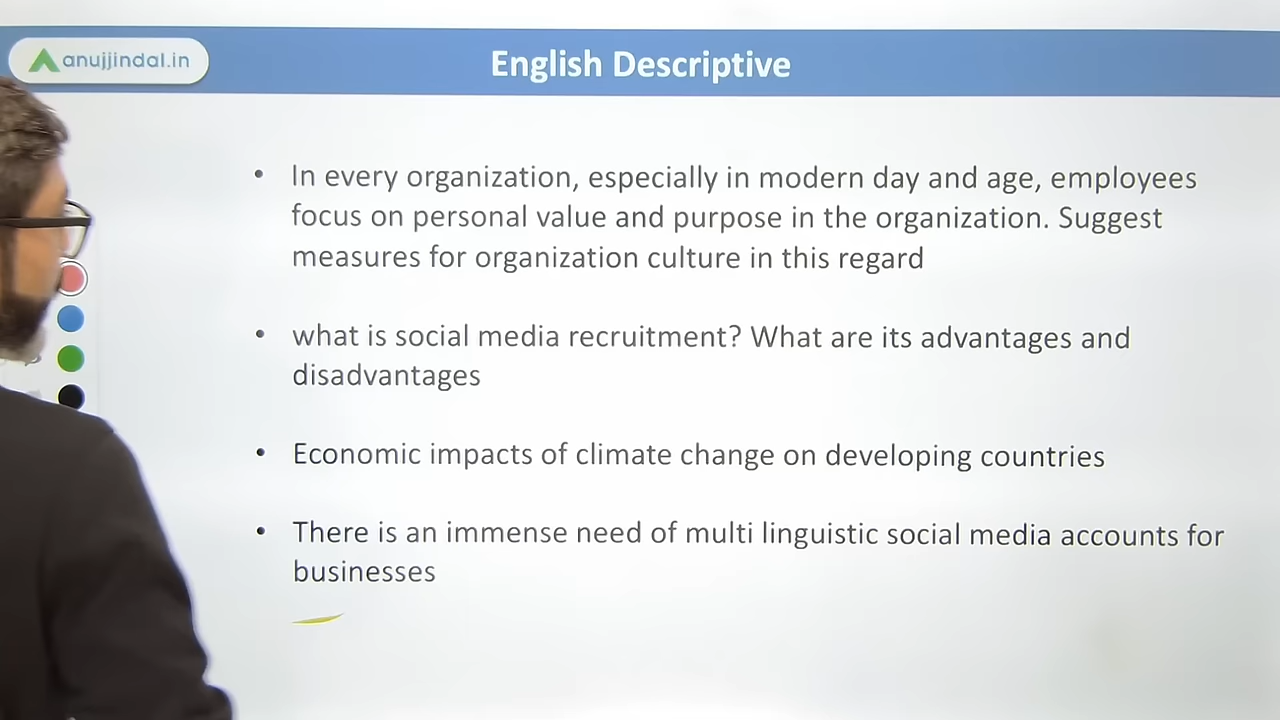 anujjindal.in
English Descriptive
• In every organization, especially in modern day and age, employees
focus on personal value and purpose in the organization. Suggest
measures for organization culture in this regard
• what is social media recruitment? What are its advantages and
disadvantages
• Economic impacts of climate change on developing countries
• There is an immense need of multi linguistic social media accounts for
businesses